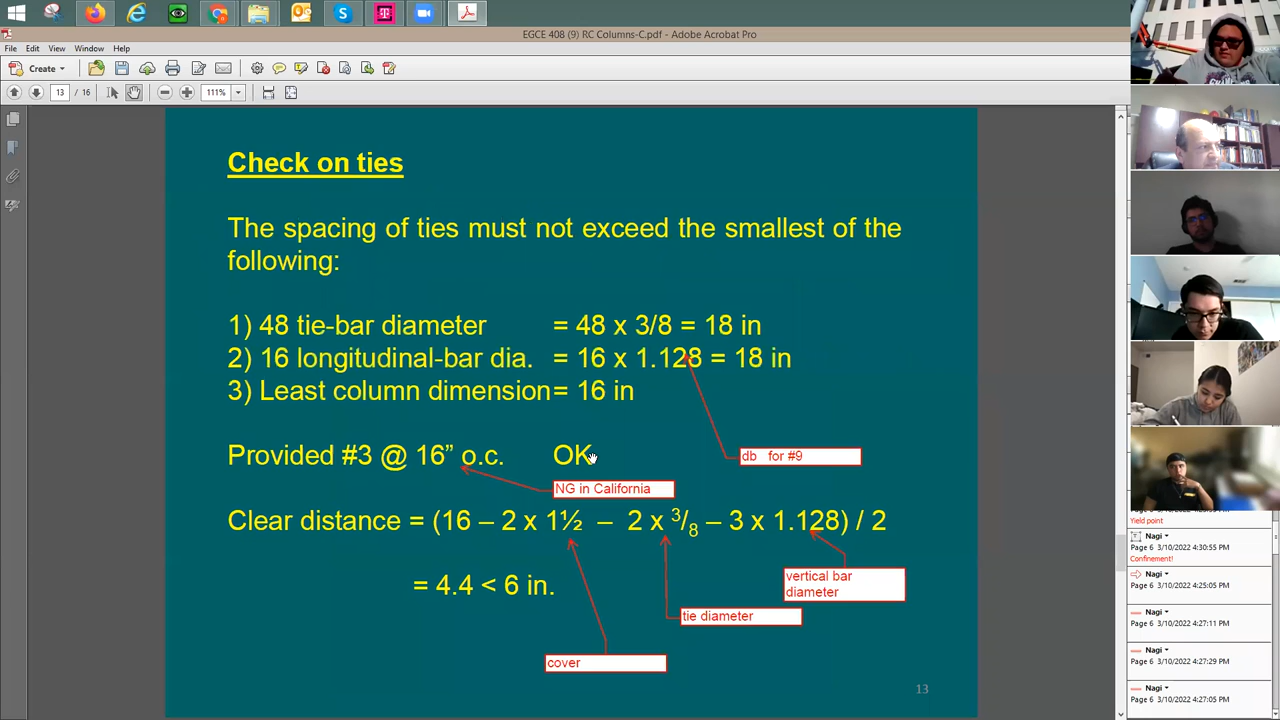 EGCE 408 (9) RC Columns-C.pdf - Adobe Acrobat Pro
File Edit View Window Help
Create
13 / 16
111%
Check on ties
The spacing of ties must not exceed the smallest of the
following:
1) 48 tie-bar diameter = 48 x 3/8 = 18 in
2) 16 longitudinal-bar dia. = 16 x 1.128 = 18 in
3) Least column dimension = 16 in
db for #9
Provided #3 @ 16” o.c. OK
NG in California
Clear distance = (16 – 2 x 1½ – 2 x 3/8 – 3 x 1.128) / 2
vertical bar
diameter
= 4.4 < 6 in.
tie diameter
cover
13
Yield point
Nagi
Page 6 3/10/2022 4:30:55 PM
Confinement!
Nagi
Page 6 3/10/2022 4:25:05 PM
Nagi
Page 6 3/10/2022 4:27:11 PM
Nagi
Page 6 3/10/2022 4:27:29 PM
Nagi
Page 6 3/10/2022 4:27:05 PM